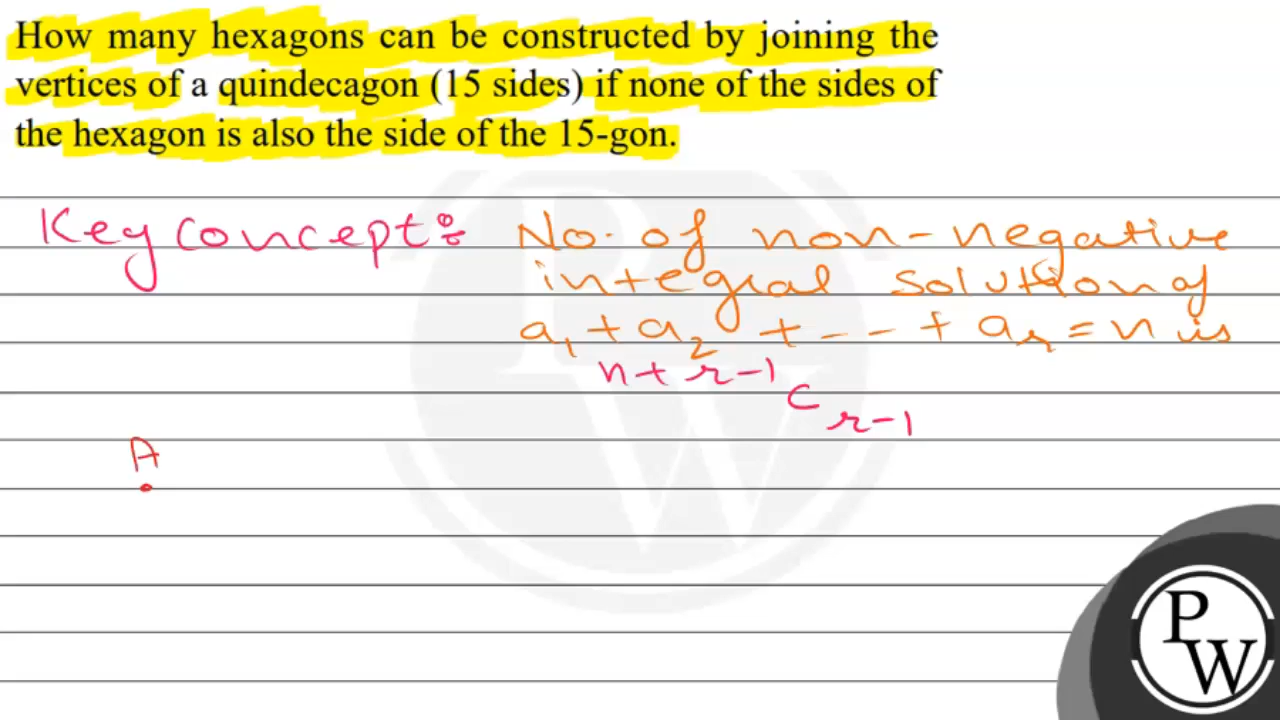 How many hexagons can be constructed by joining the
vertices of a quindecagon (15 sides) if none of the sides of
the hexagon is also the side of the 15-gon.
Key concept: No. of non-negative
integral solution of
a₁ + a₂ + --- + aᵣ = n is
n+r-1
C
r-1
A
P
W
P
W